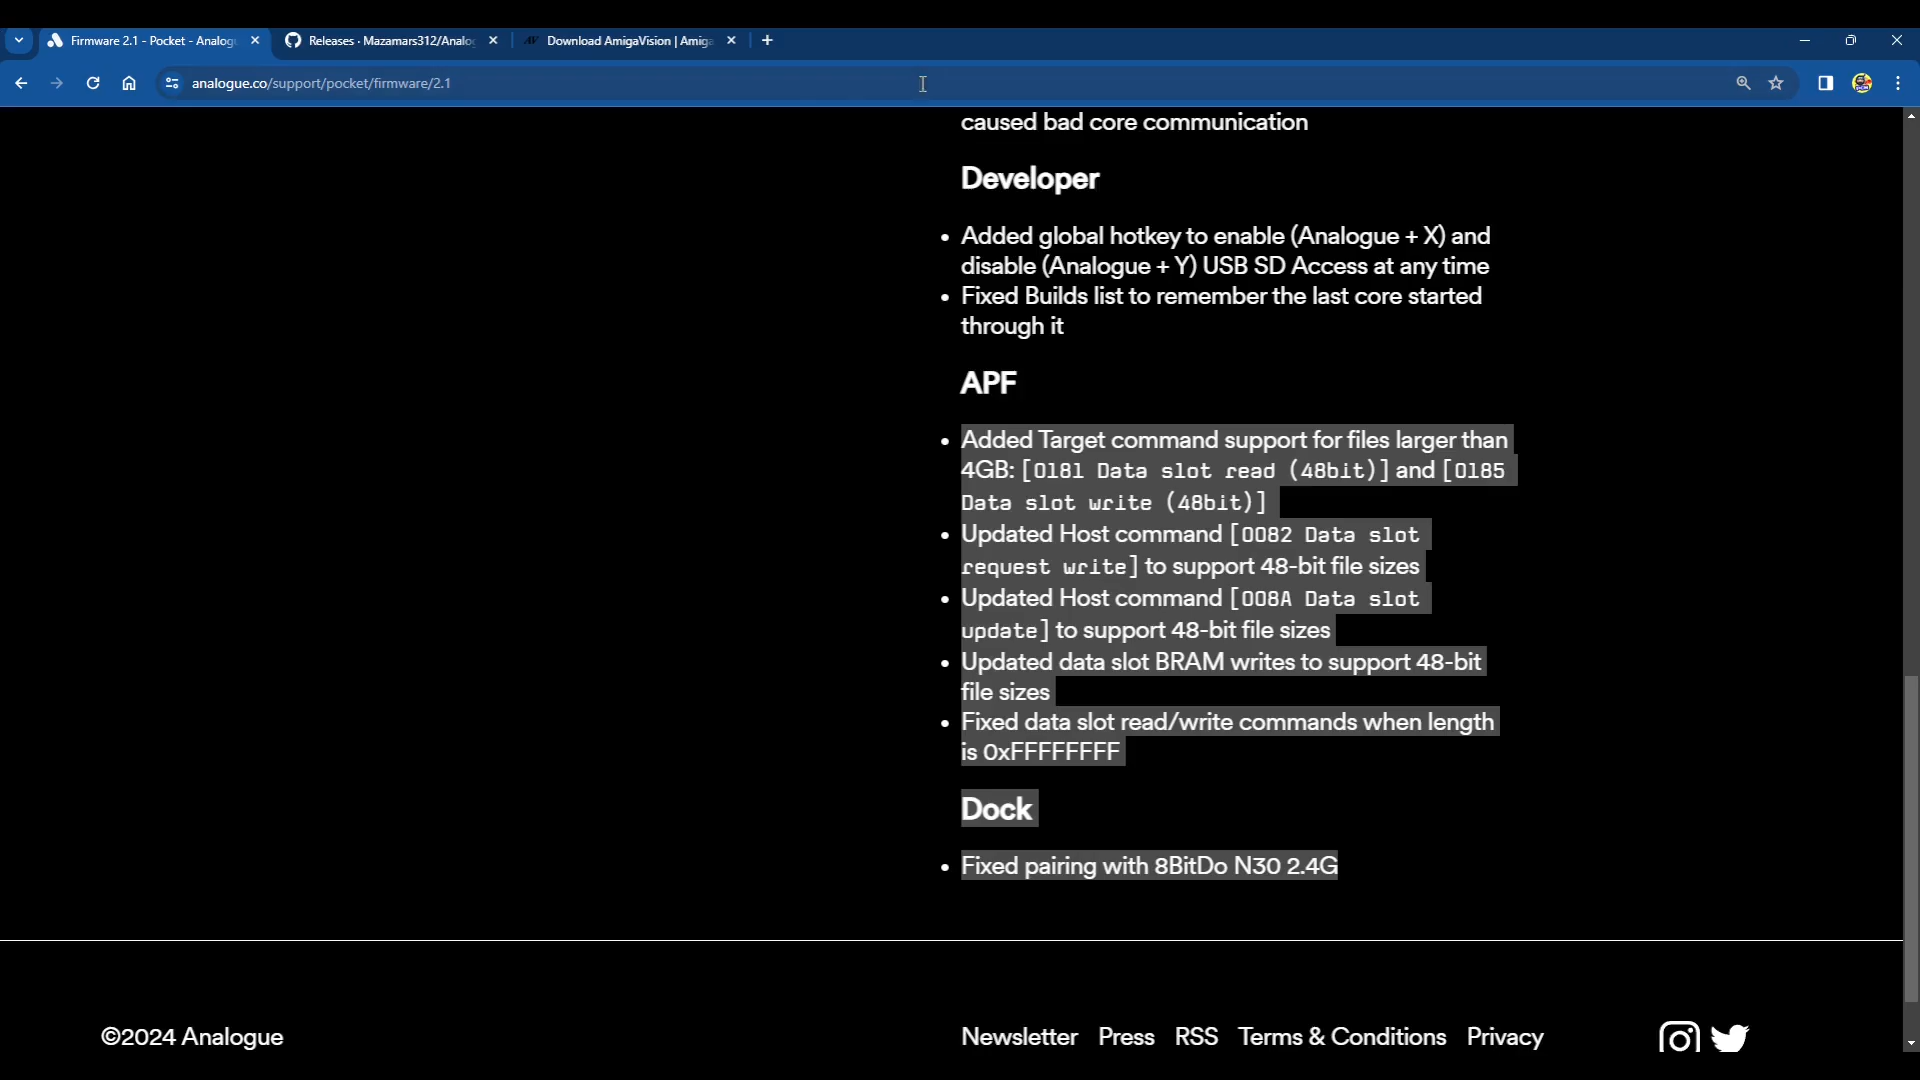 Firmware 2.1 - Pocket - Analogu
Releases · Mazamars312/Analog
AV Download AmigaVision | Amiga
analogue.co/support/pocket/firmware/2.1
caused bad core communication
Developer
• Added global hotkey to enable (Analogue + X) and
disable (Analogue + Y) USB SD Access at any time
• Fixed Builds list to remember the last core started
through it
APF
• Added Target command support for files larger than
4GB: [0181 Data slot read (48bit)] and [0185
Data slot write (48bit)]
• Updated Host command [0082 Data slot
request write] to support 48-bit file sizes
• Updated Host command [008A Data slot
update] to support 48-bit file sizes
• Updated data slot BRAM writes to support 48-bit
file sizes
• Fixed data slot read/write commands when length
is 0xFFFFFFFF
Dock
• Fixed pairing with 8BitDo N30 2.4G
©2024 Analogue
Newsletter Press RSS Terms & Conditions Privacy